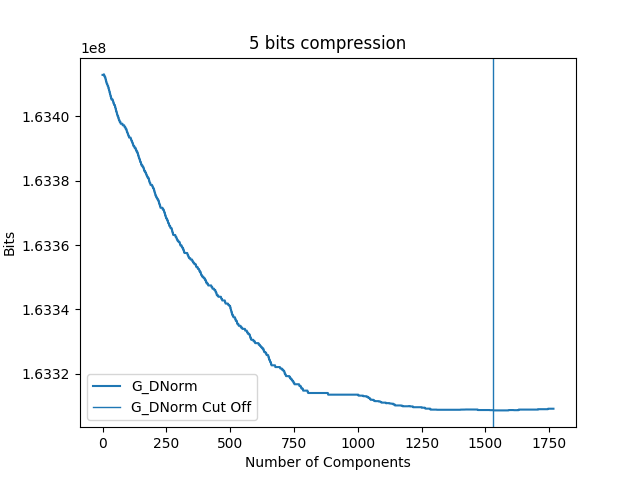 5 bits compression
1e8
1.6340
1.6338
1.6336
1.6334
1.6332
Bits
G_DNorm
G_DNorm Cut Off
0 250 500 750 1000 1250 1500 1750
Number of Components